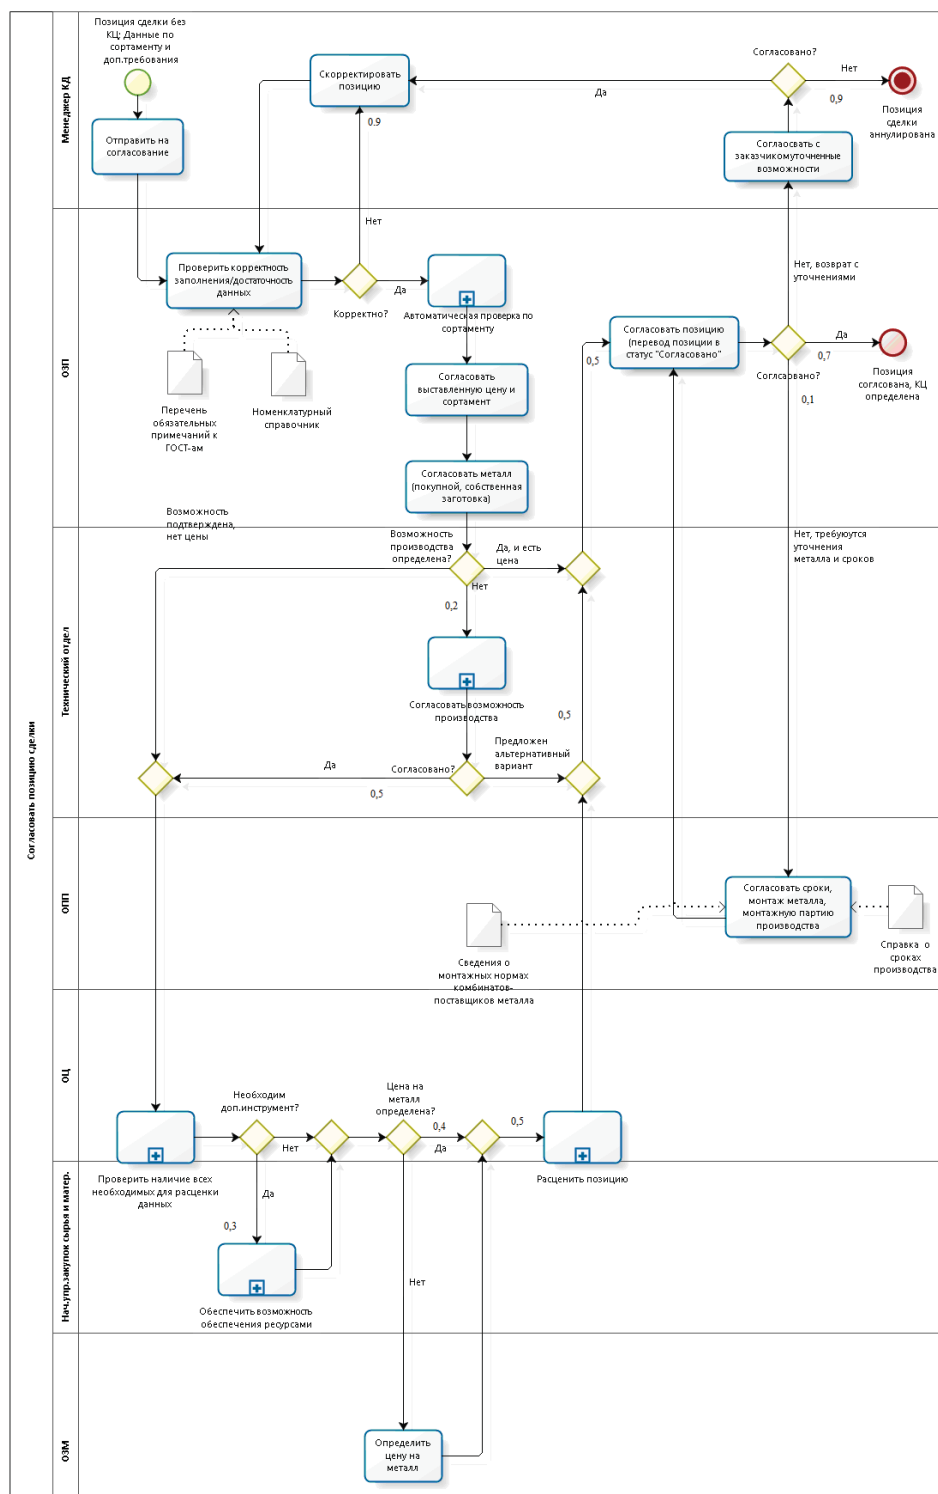 Согласовать позицию сделки
Менеджер КД
Позиция сделки без
КЦ; Данные по
сортаменту и
доп.требования
Отправить на
согласование
Скорректировать
позицию
0.9
Нет
Да
Согласовано?
Нет
0,9
Позиция
сделки
аннулирована
Соглаосвать с
заказчикомуточненные
возможности
ОЗП
Проверить корректность
заполнения/достаточность
данных
Корректно?
Да
Автоматическая проверка по
сортаменту
Перечень
обязательных
примечаний к
ГОСТ-ам
Номенклатурный
справочник
Согласовать
выставленную цену и
сортамент
Согласовать металл
(покупной, собственная
заготовка)
0,5
Согласовать позицию
(перевод позиции в
статус "Согласовано"
Нет, возврат с
уточнениями
Да
0,7
Согласовано?
0,1
Позиция
соглсована, КЦ
определена
Возможность
подтверждена,
нет цены
Технический отдел
Возможность
производства
определена?
Да, и есть
цена
Нет
0,2
Нет, требуюутся
уточнения
металла и сроков
Согласовать возможность
производства
0,5
Предложен
альтернативный
вариант
Да
Согласовано?
0,5
ОПП
Согласовать сроки,
монтаж металла,
монтажную партию
производства
Сведения о
монтажных нормах
комбинатов-
поставщиков металла
Справка о
сроках
производства
ОЦ
Необходим
доп.инструмент?
Нет
Цена на
металл
определена?
0,4
Да
0,5
Проверить наличие всех
необходимых для расценки
данных
Расценить позицию
Нач.упр.закупок сырья и матер.
Да
0,3
Обеспечить возможность
обеспечения ресурсами
Нет
ОЗМ
Определить
цену на
металл